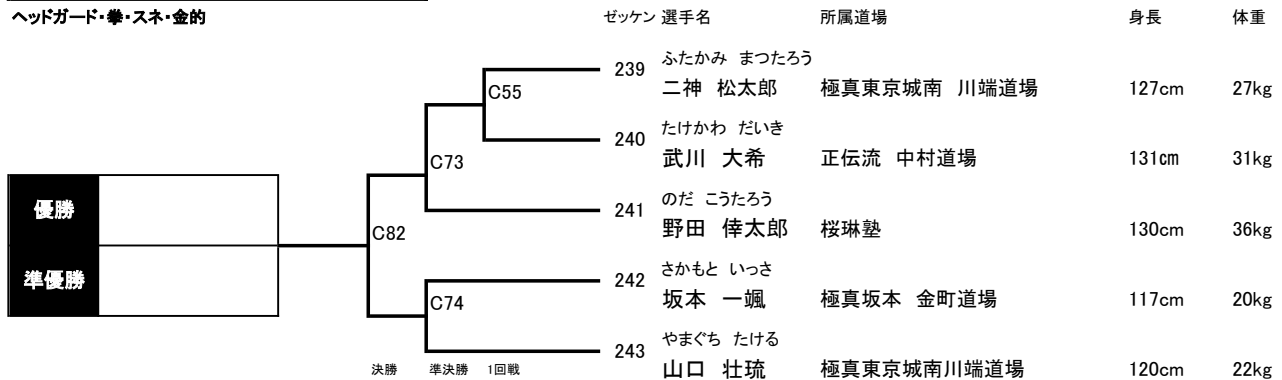 ヘッドガード・拳・スネ・金的
ゼッケン 選手名 所属道場 身長 体重
ふたかみ まつたろう
239 二神 松太郎 極真東京城南 川端道場 127cm 27kg
C55
たけかわ だいき
240 武川 大希 正伝流 中村道場 131cm 31kg
C73
のだ こうたろう
241 野田 倖太郎 桜琳塾 130cm 36kg
優勝
C82
準優勝
さかもと いっさ
242 坂本 一颯 極真坂本 金町道場 117cm 20kg
C74
やまぐち たける
243 山口 壮琉 極真東京城南川端道場 120cm 22kg
決勝 準決勝 1回戦